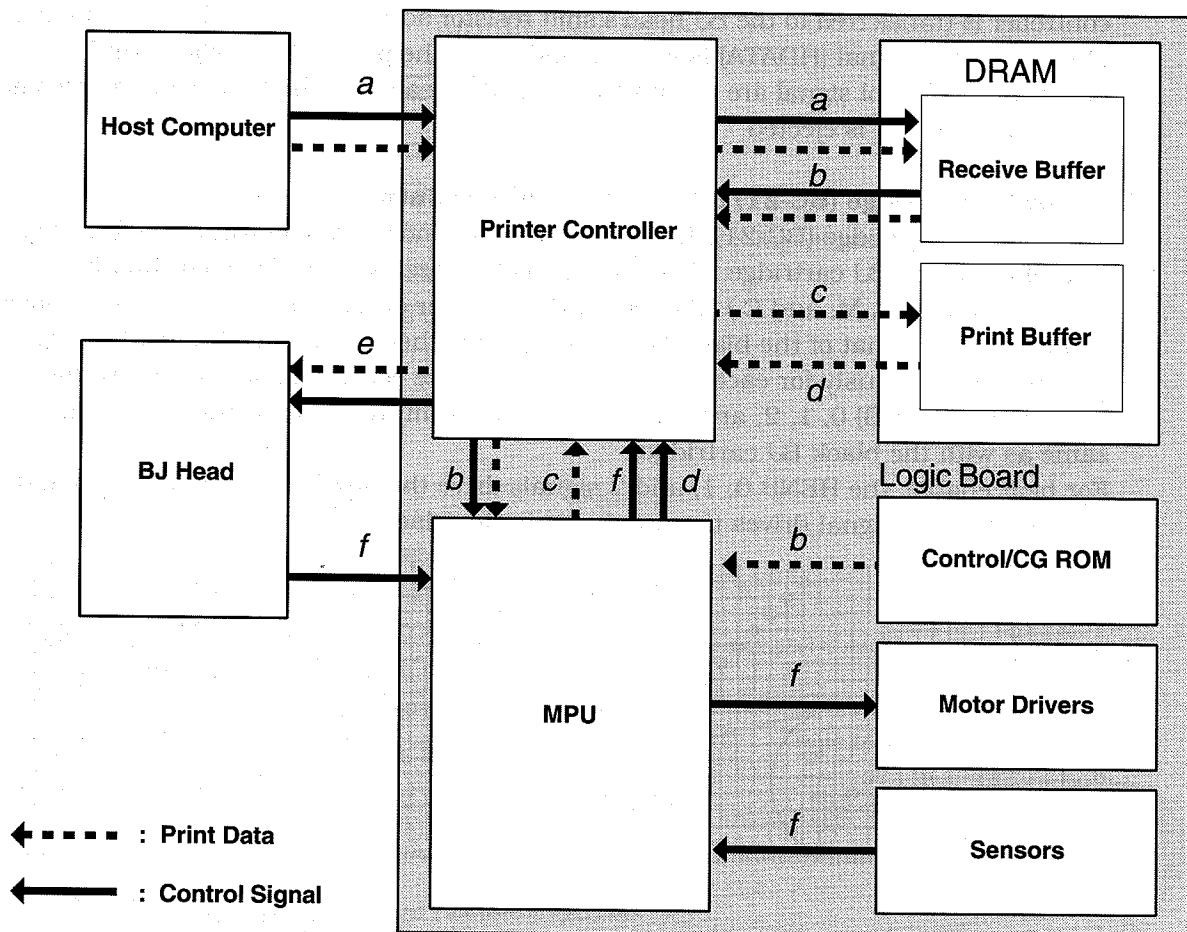 Host Computer
a
Printer Controller
DRAM
a
Receive Buffer
b
c
Print Buffer
d
e
BJ Head
f
b
c
f
d
Logic Board
b
Control/CG ROM
MPU
f
Motor Drivers
f
Sensors
: Print Data
: Control Signal